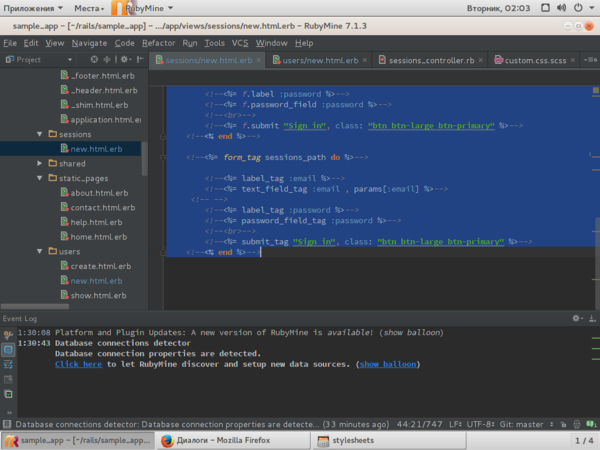 Приложения Места RubyMine Вторник, 02:03
sample_app – [~/rails/sample_app] – .../app/views/sessions/new.html.erb – RubyMine 7.1.3
File Edit View Navigate Code Refactor Run Tools VCS Window Help
Project sessions/new.html.erb users/new.html.erb sessions_controller.rb custom.css.scss
_footer.html.erb
_header.html.erb
_shim.html.erb
application.html.e
sessions
new.html.erb
shared
static_pages
about.html.erb
contact.html.erb
help.html.erb
home.html.erb
users
create.html.erb
new.html.erb
show.html.erb
<!--<%= f.label :password %>-->
<!--<%= f.password_field :password %>-->
<!--<br>-->
<!--<%= f.submit "Sign in", class: "btn btn-large btn-primary" %>-->
<!--<% end %>-->
<!--<%= form_tag sessions_path do %>-->
<!--<%= label_tag :email %>-->
<!--<%= text_field_tag :email , params[:email] %>-->
<!-- -->
<!--<%= label_tag :password %>-->
<!--<%= password_field_tag :password %>-->
<!--<br>-->
<!--<%= submit_tag "Sign in", class: "btn btn-large btn-primary" %>-->
<!--<% end %>-->
Event Log
1:30:08 Platform and Plugin Updates: A new version of RubyMine is available! (show balloon)
1:30:43 Database connections detector
Database connection properties are detected.
Click here to let RubyMine discover and setup new data sources. (show balloon)
Database connections detector: Database connection properties are detecte... (33 minutes ago) 44:21/747 LF÷ UTF-8÷ Git: master
sample_app – [~/rails/sample_app... Диалоги – Mozilla Firefox stylesheets 1 / 4